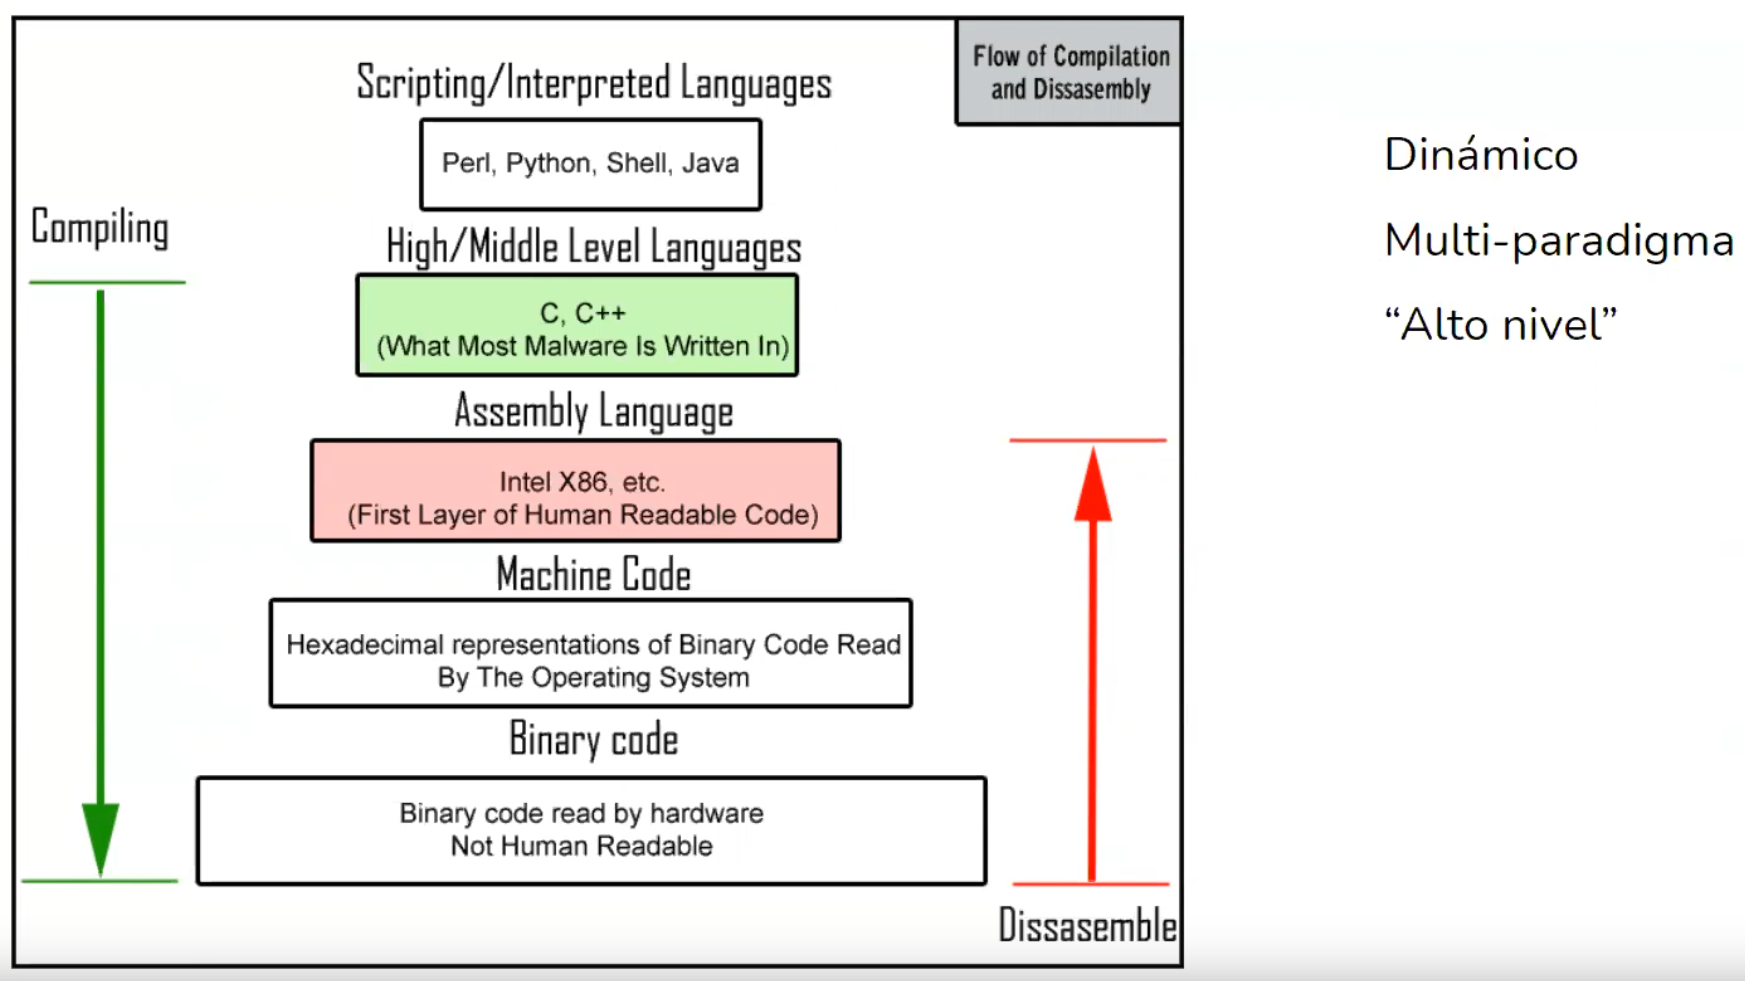 Flow of Compilation
and Dissasembly
Scripting/Interpreted Languages
Perl, Python, Shell, Java
Compiling
High/Middle Level Languages
C, C++
(What Most Malware Is Written In)
Assembly Language
Intel X86, etc.
(First Layer of Human Readable Code)
Machine Code
Hexadecimal representations of Binary Code Read
By The Operating System
Binary code
Binary code read by hardware
Not Human Readable
Dissasemble
Dinámico
Multi-paradigma
“Alto nivel”